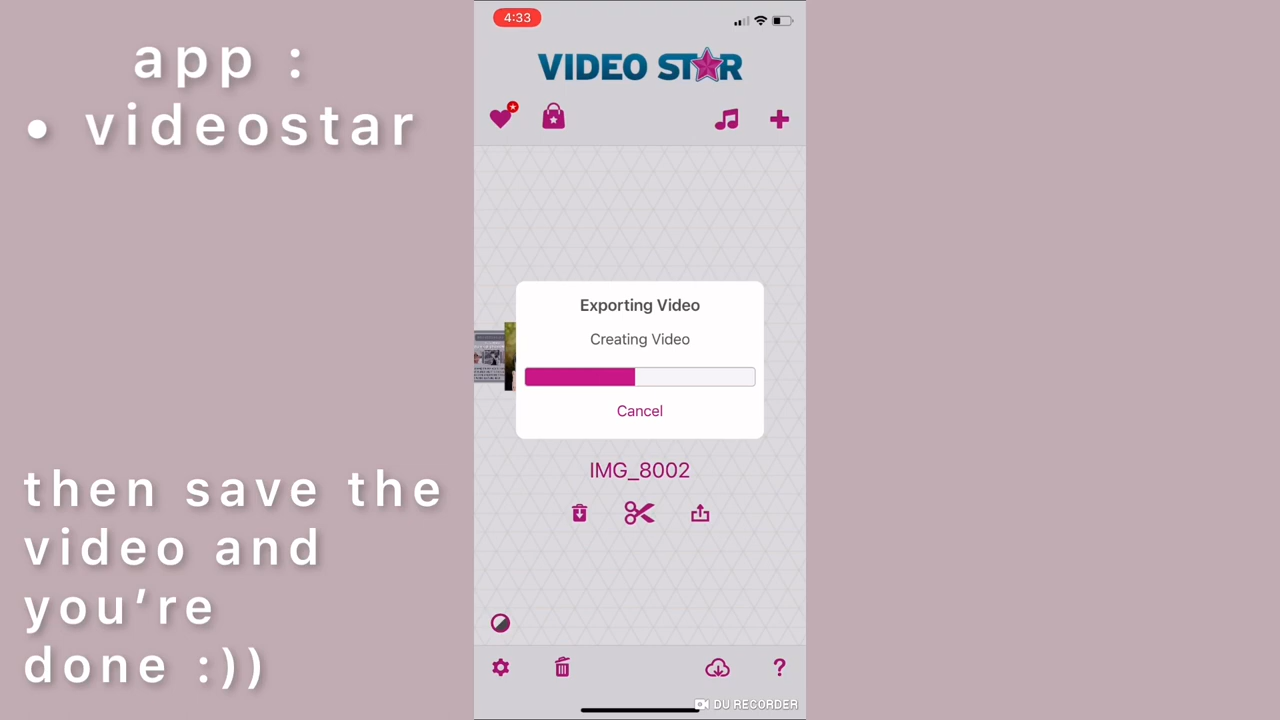 app :
• videostar
then save the
video and
you’re
done :))
4:33
VIDEO STAR
Exporting Video
Creating Video
Cancel
IMG_8002
?
DU RECORDER